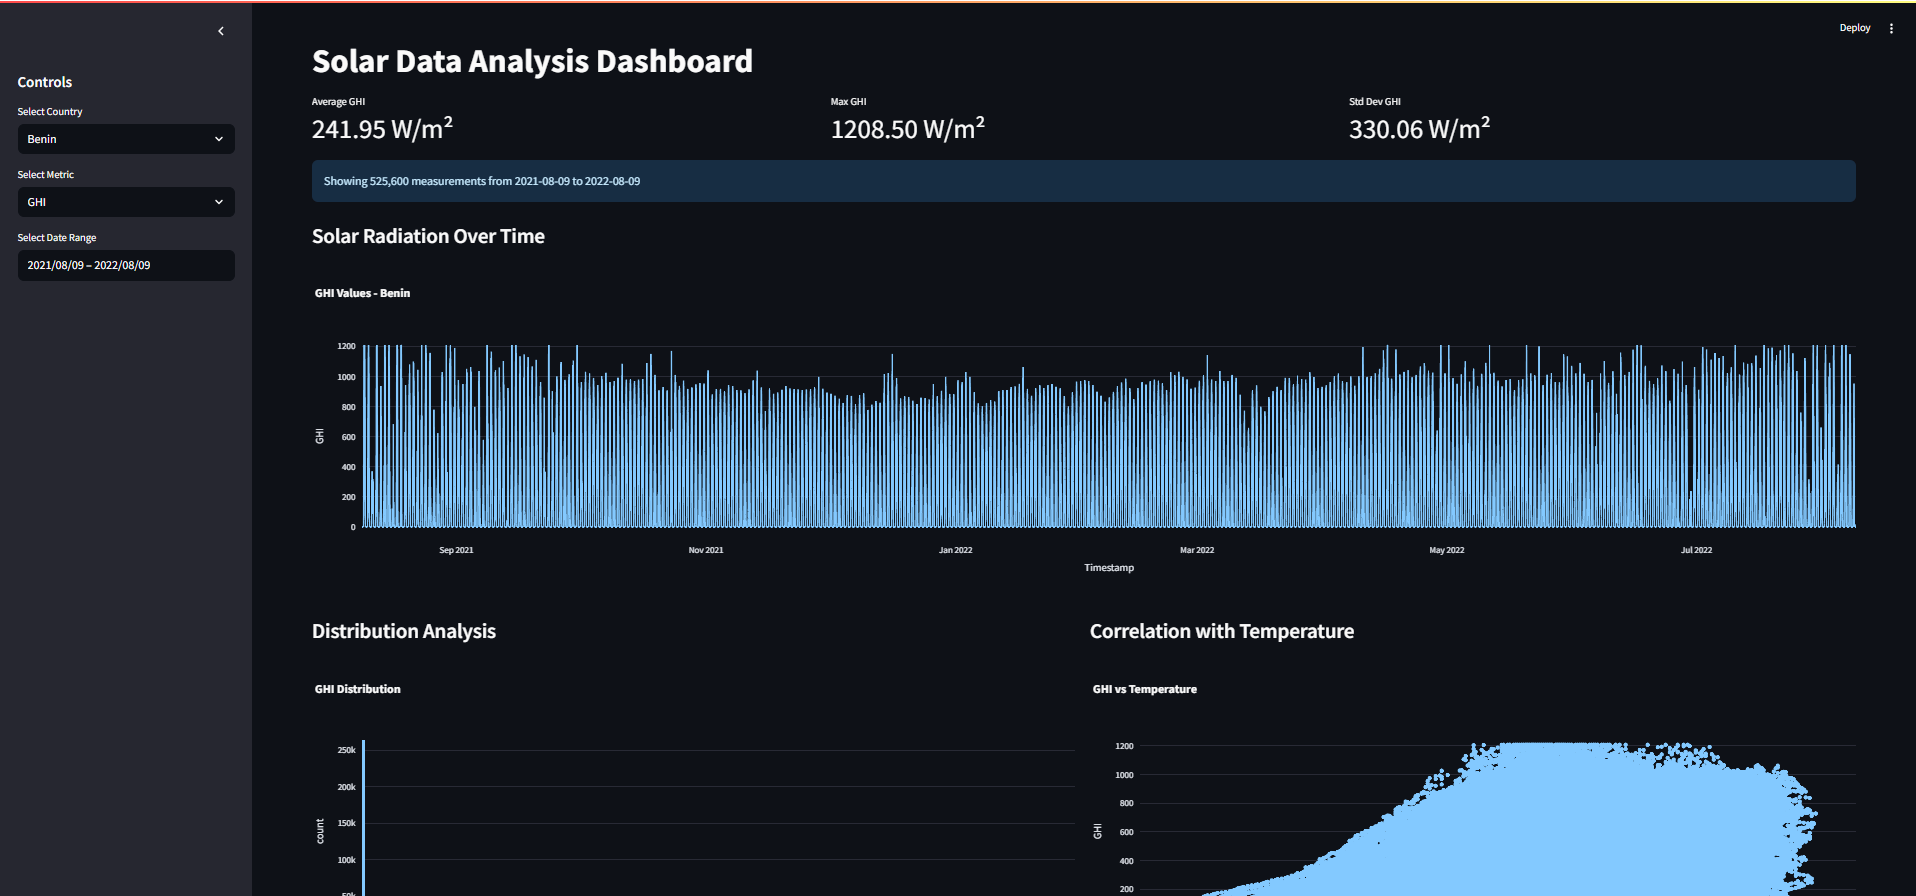 Deploy
Controls
Select Country
Benin
Select Metric
GHI
Select Date Range
2021/08/09 – 2022/08/09
Solar Data Analysis Dashboard
Average GHI
241.95 W/m²
Max GHI
1208.50 W/m²
Std Dev GHI
330.06 W/m²
Showing 525,600 measurements from 2021-08-09 to 2022-08-09
Solar Radiation Over Time
GHI Values - Benin
1200
1000
800
600
400
200
0
GHI
Sep 2021
Nov 2021
Jan 2022
Mar 2022
May 2022
Jul 2022
Timestamp
Distribution Analysis
GHI Distribution
250k
200k
150k
100k
50k
count
Correlation with Temperature
GHI vs Temperature
1200
1000
800
600
400
200
GHI